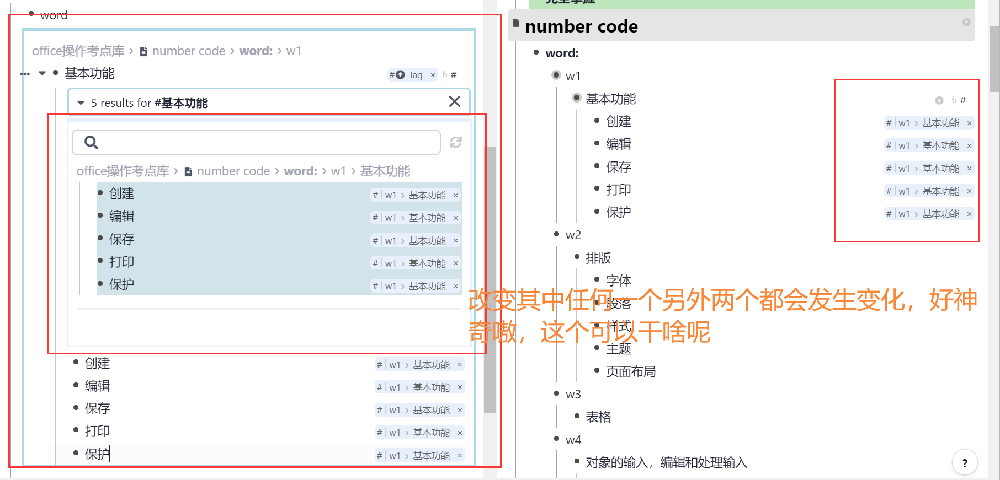 word
office操作考点库 › number code › word: › w1
基本功能 # Tag × 6 #
5 results for #基本功能
office操作考点库 › number code › word: › w1 › 基本功能
创建 # w1 › 基本功能 ×
编辑 # w1 › 基本功能 ×
保存 # w1 › 基本功能 ×
打印 # w1 › 基本功能 ×
保护 # w1 › 基本功能 ×
创建 # w1 › 基本功能 ×
编辑 # w1 › 基本功能 ×
保存 # w1 › 基本功能 ×
打印 # w1 › 基本功能 ×
保护 # w1 › 基本功能 ×
number code
word:
w1
基本功能 6 #
创建 # w1 › 基本功能 ×
编辑 # w1 › 基本功能 ×
保存 # w1 › 基本功能 ×
打印 # w1 › 基本功能 ×
保护 # w1 › 基本功能 ×
w2
排版
字体
段落
样式
主题
页面布局
w3
表格
w4
对象的输入，编辑和处理输入
改变其中任何一个另外两个都会发生变化，好神
奇嗷，这个可以干啥呢
?